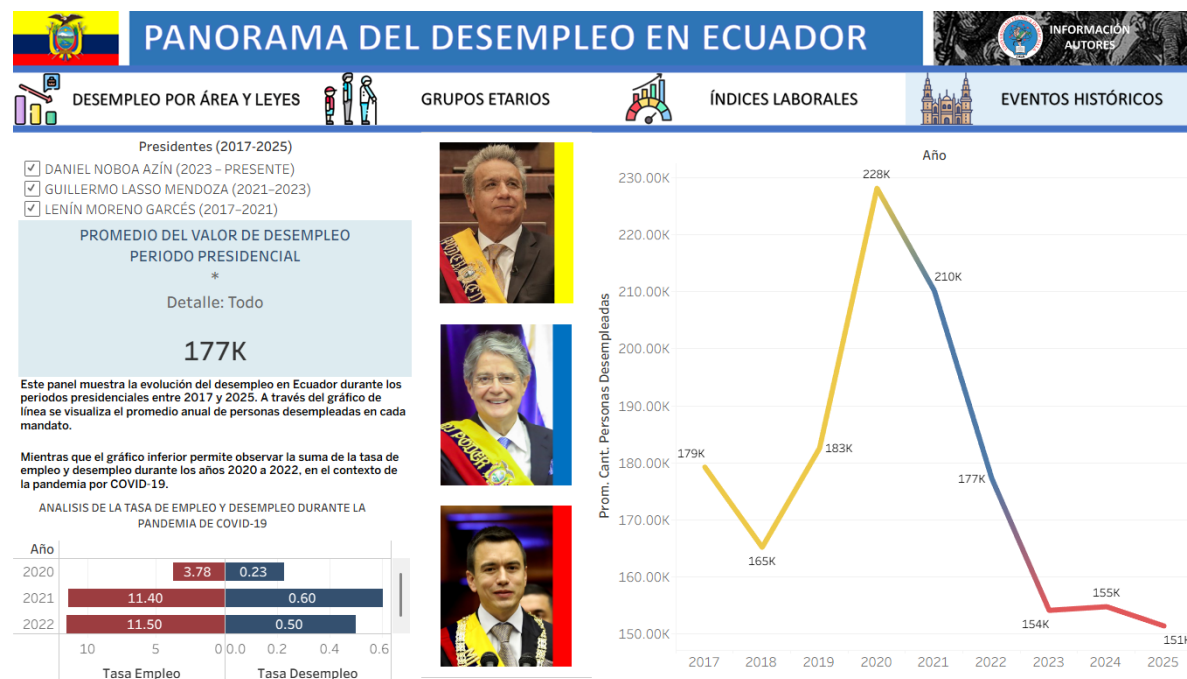 PANORAMA DEL DESEMPLEO EN ECUADOR
INFORMACIÓN
AUTORES
DESEMPLEO POR ÁREA Y LEYES
GRUPOS ETARIOS
ÍNDICES LABORALES
EVENTOS HISTÓRICOS
Presidentes (2017-2025)
DANIEL NOBOA AZÍN (2023 – PRESENTE)
GUILLERMO LASSO MENDOZA (2021–2023)
LENÍN MORENO GARCÉS (2017–2021)
PROMEDIO DEL VALOR DE DESEMPLEO
PERIODO PRESIDENCIAL
*
Detalle: Todo
177K
Este panel muestra la evolución del desempleo en Ecuador durante los
periodos presidenciales entre 2017 y 2025. A través del gráfico de
línea se visualiza el promedio anual de personas desempleadas en cada
mandato.
Mientras que el gráfico inferior permite observar la suma de la tasa de
empleo y desempleo durante los años 2020 a 2022, en el contexto de
la pandemia por COVID-19.
ANALISIS DE LA TASA DE EMPLEO Y DESEMPLEO DURANTE LA
PANDEMIA DE COVID-19
Año
2020 3.78 0.23
2021 11.40 0.60
2022 11.50 0.50
10 5 0 0.0 0.2 0.4 0.6
Tasa Empleo Tasa Desempleo
Año
Prom. Cant. Personas Desempleadas
230.00K
220.00K
210.00K
200.00K
190.00K
180.00K
170.00K
160.00K
150.00K
179K
165K
183K
228K
210K
177K
154K
155K
151K
2017 2018 2019 2020 2021 2022 2023 2024 2025